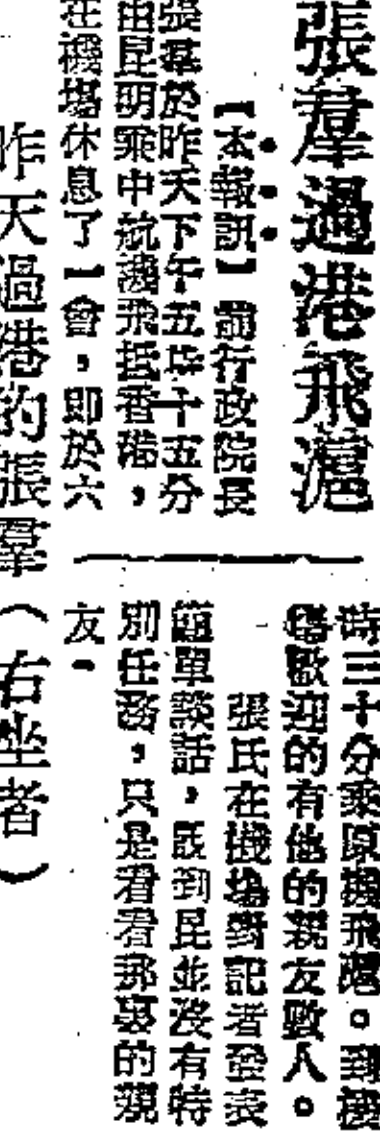 張羣過港飛滬
【本報訊】前行政院長
張羣於昨天下午五時十五分
由昆明乘中航機飛抵香港，
在機場休息了一會，即於六
時三十分乘原機飛滬。到機
場歡迎的有他的親友數人。
張氏在機場對記者發表
簡單談話，說到昆並沒有特
別任務，只是看看那裏的親
友。
昨天過港的張羣（右坐者）